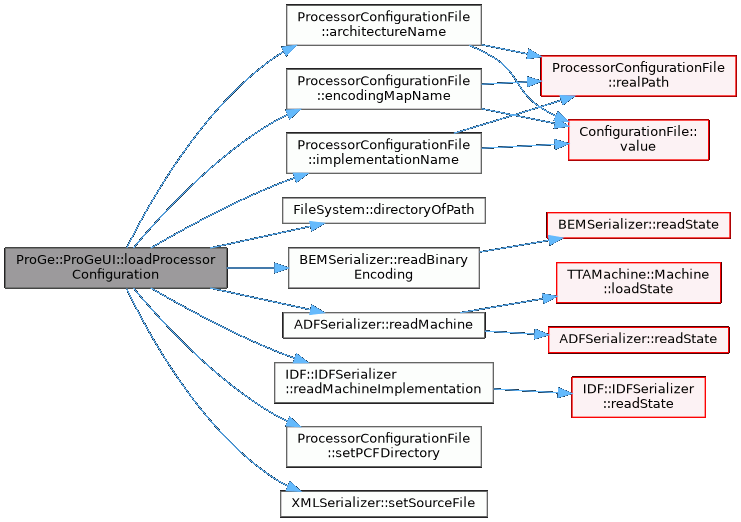 ProGe::ProGeUI::loadProcessor
Configuration
ProcessorConfigurationFile
::architectureName
ProcessorConfigurationFile
::encodingMapName
ProcessorConfigurationFile
::implementationName
FileSystem::directoryOfPath
BEMSerializer::readBinary
Encoding
ADFSerializer::readMachine
IDF::IDFSerializer
::readMachineImplementation
ProcessorConfigurationFile
::setPCFDirectory
XMLSerializer::setSourceFile
ProcessorConfigurationFile
::realPath
ConfigurationFile::
value
BEMSerializer::readState
TTAMachine::Machine
::loadState
ADFSerializer::readState
IDF::IDFSerializer
::readState